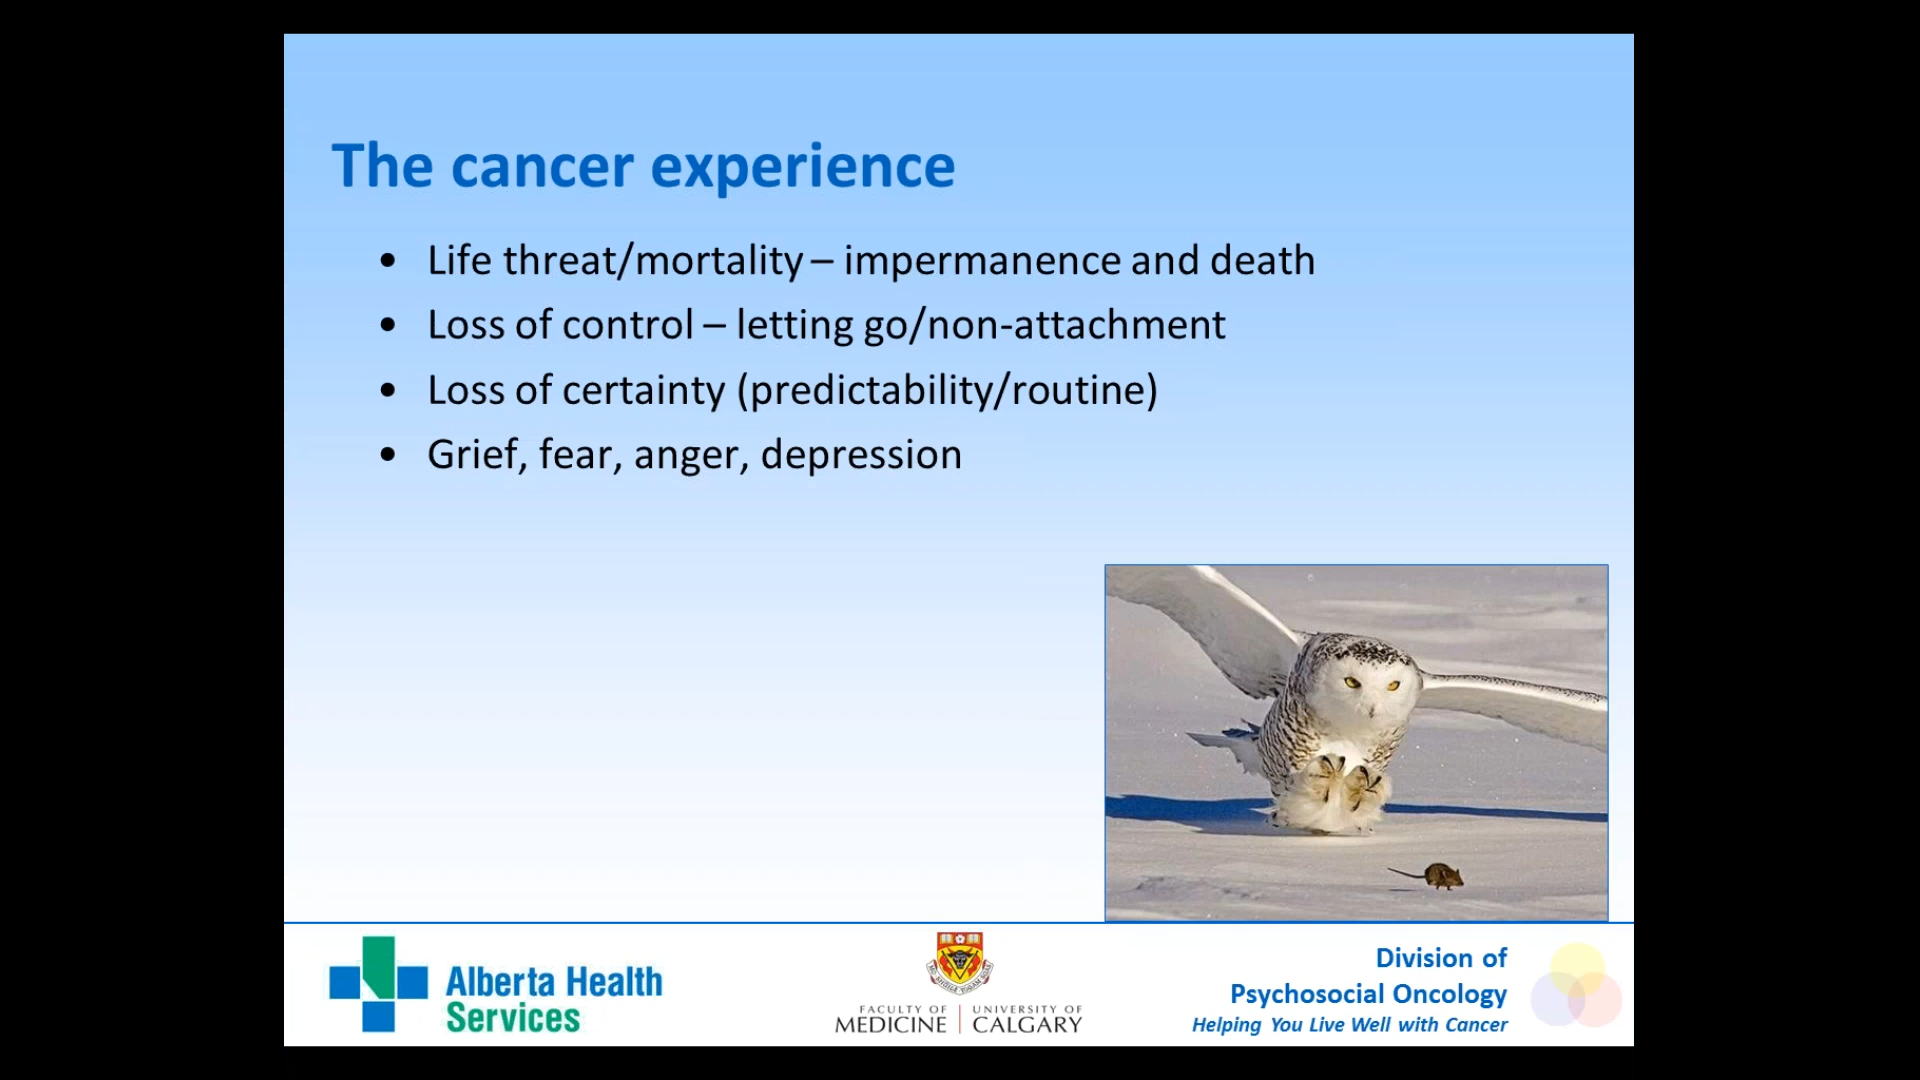 The cancer experience
• Life threat/mortality – impermanence and death
• Loss of control – letting go/non-attachment
• Loss of certainty (predictability/routine)
• Grief, fear, anger, depression
Alberta Health
Services
FACULTY OF | UNIVERSITY OF
MEDICINE | CALGARY
Division of
Psychosocial Oncology
Helping You Live Well with Cancer